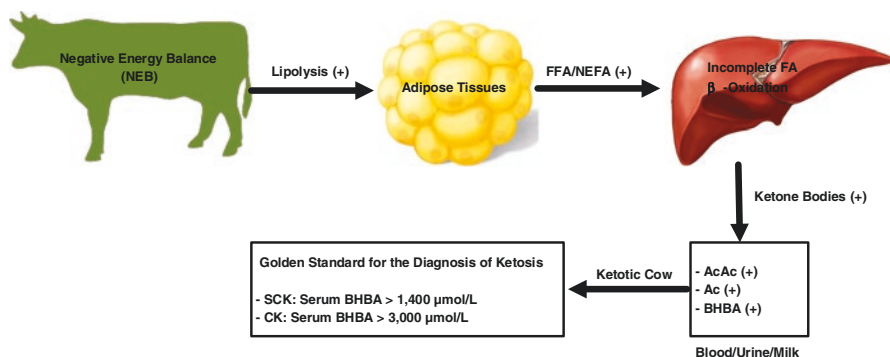 Negative Energy Balance
(NEB)
Lipolysis (+)
Adipose Tissues
FFA/NEFA (+)
Incomplete FA
β -Oxidation
Ketone Bodies (+)
- AcAc (+)
- Ac (+)
- BHBA (+)
Blood/Urine/Milk
Ketotic Cow
Golden Standard for the Diagnosis of Ketosis
- SCK: Serum BHBA > 1,400 µmol/L
- CK: Serum BHBA > 3,000 µmol/L